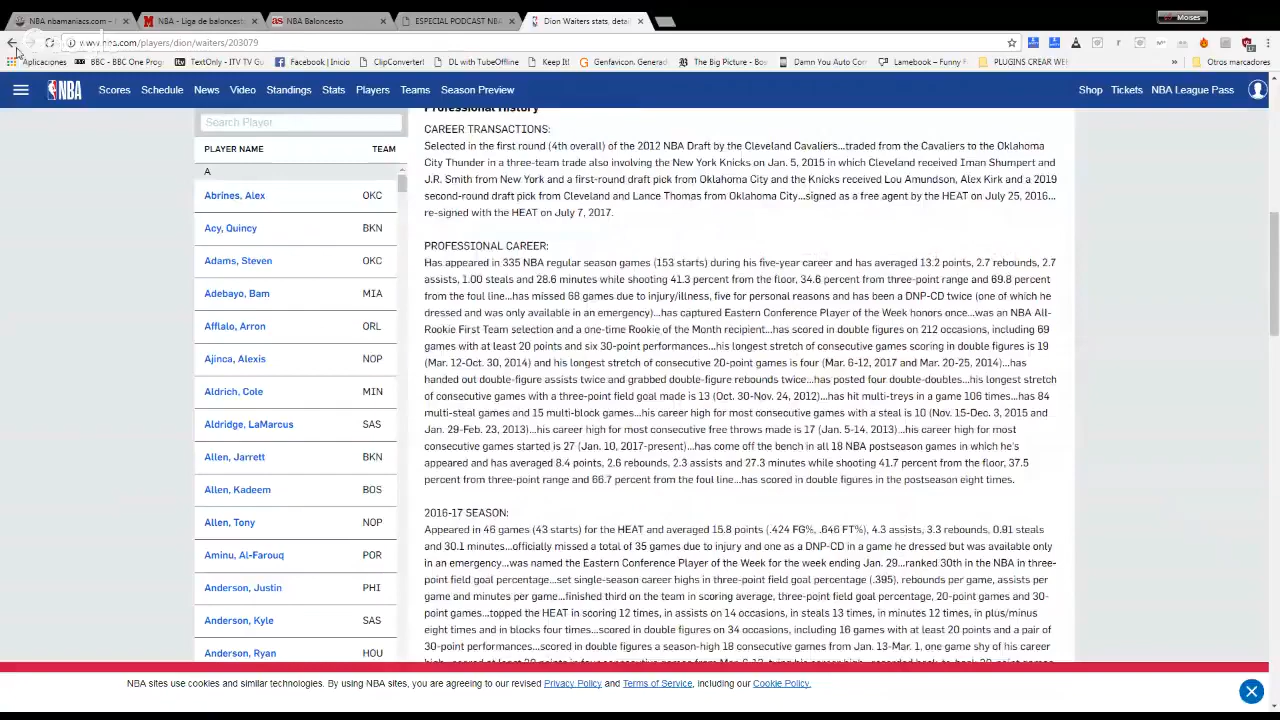 NBA nbamaniacs.com - 
NBA - Liga de baloncest
as NBA Baloncesto
ESPECIAL PODCAST NBA
Dion Waiters stats, detai
Moises
www.nba.com/players/dion/waiters/203079
Aplicaciones
BBC - BBC One Prog
itv TextOnly - ITV TV Gu
Facebook | Inicio
ClipConverter!
DL with TubeOffline
Keep It!
Genfavicon. Generad
The Big Picture - Bo
Damn You Auto Con
Lamebook – Funny F
PLUGINS CREAR WEB
»
Otros marcadores
NBA
Scores
Schedule
News
Video
Standings
Stats
Players
Teams
Season Preview
Shop
Tickets
NBA League Pass
Search Player
PLAYER NAME TEAM
A
Abrines, Alex OKC
Acy, Quincy BKN
Adams, Steven OKC
Adebayo, Bam MIA
Afflalo, Arron ORL
Ajinca, Alexis NOP
Aldrich, Cole MIN
Aldridge, LaMarcus SAS
Allen, Jarrett BKN
Allen, Kadeem BOS
Allen, Tony NOP
Aminu, Al-Farouq POR
Anderson, Justin PHI
Anderson, Kyle SAS
Anderson, Ryan HOU
Professional History
CAREER TRANSACTIONS:
Selected in the first round (4th overall) of the 2012 NBA Draft by the Cleveland Cavaliers...traded from the Cavaliers to the Oklahoma
City Thunder in a three-team trade also involving the New York Knicks on Jan. 5, 2015 in which Cleveland received Iman Shumpert and
J.R. Smith from New York and a first-round draft pick from Oklahoma City and the Knicks received Lou Amundson, Alex Kirk and a 2019
second-round draft pick from Cleveland and Lance Thomas from Oklahoma City...signed as a free agent by the HEAT on July 25, 2016...
re-signed with the HEAT on July 7, 2017.
PROFESSIONAL CAREER:
Has appeared in 335 NBA regular season games (153 starts) during his five-year career and has averaged 13.2 points, 2.7 rebounds, 2.7
assists, 1.00 steals and 28.6 minutes while shooting 41.3 percent from the floor, 34.6 percent from three-point range and 69.8 percent
from the foul line...has missed 68 games due to injury/illness, five for personal reasons and has been a DNP-CD twice (one of which he
dressed and was only available in an emergency)...has captured Eastern Conference Player of the Week honors once...was an NBA All-
Rookie First Team selection and a one-time Rookie of the Month recipient...has scored in double figures on 212 occasions, including 69
games with at least 20 points and six 30-point performances...his longest stretch of consecutive games scoring in double figures is 19
(Mar. 12-Oct. 30, 2014) and his longest stretch of consecutive 20-point games is four (Mar. 6-12, 2017 and Mar. 20-25, 2014)...has
handed out double-figure assists twice and grabbed double-figure rebounds twice...has posted four double-doubles...his longest stretch
of consecutive games with a three-point field goal made is 13 (Oct. 30-Nov. 24, 2012)...has hit multi-treys in a game 106 times...has 84
multi-steal games and 15 multi-block games...his career high for most consecutive games with a steal is 10 (Nov. 15-Dec. 3, 2015 and
Jan. 29-Feb. 23, 2013)...his career high for most consecutive free throws made is 17 (Jan. 5-14, 2013)...his career high for most
consecutive games started is 27 (Jan. 10, 2017-present)...has come off the bench in all 18 NBA postseason games in which he's
appeared and has averaged 8.4 points, 2.6 rebounds, 2.3 assists and 27.3 minutes while shooting 41.7 percent from the floor, 37.5
percent from three-point range and 66.7 percent from the foul line...has scored in double figures in the postseason eight times.
2016-17 SEASON:
Appeared in 46 games (43 starts) for the HEAT and averaged 15.8 points (.424 FG%, .646 FT%), 4.3 assists, 3.3 rebounds, 0.91 steals
and 30.1 minutes...officially missed a total of 35 games due to injury and one as a DNP-CD in a game he dressed but was available only
in an emergency...was named the Eastern Conference Player of the Week for the week ending Jan. 29...ranked 30th in the NBA in three-
point field goal percentage...set single-season career highs in three-point field goal percentage (.395), rebounds per game, assists per
game and minutes per game...finished third on the team in scoring average, three-point field goal percentage, 20-point games and 30-
point games...topped the HEAT in scoring 12 times, in assists on 14 occasions, in steals 13 times, in minutes 12 times, in plus/minus
eight times and in blocks four times...scored in double figures on 34 occasions, including 16 games with at least 20 points and a pair of
30-point performances...scored in double figures a season-high 18 consecutive games from Jan. 13-Mar. 1, one game shy of his career
NBA sites use cookies and similar technologies. By using NBA sites, you are agreeing to our revised Privacy Policy and Terms of Service, including our Cookie Policy.